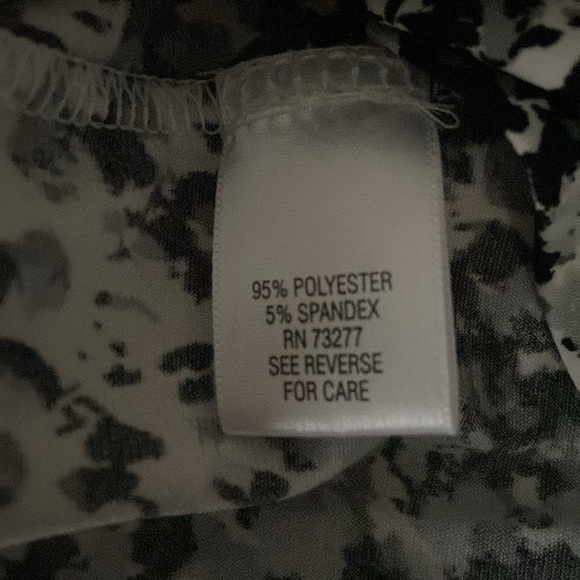 95% POLYESTER
5% SPANDEX
RN 73277
SEE REVERSE
FOR CARE